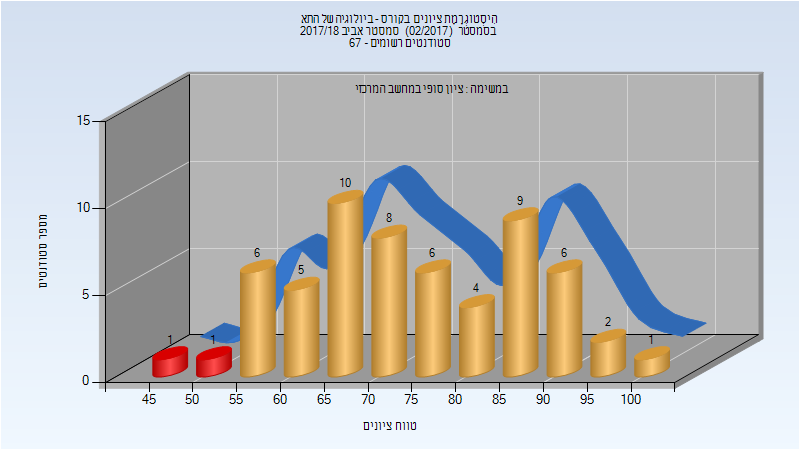 היסטוגרמת ציונים בקורס - ביולוגיה של התא
בסמסטר (02/2017) סמסטר אביב 2017/18
סטודנטים רשומים - 67
במשימה : ציון סופי במחשב המרכזי
מספר סטודנטים
15
10
5
0
1
1
6
5
10
8
6
4
9
6
2
1
45 50 55 60 65 70 75 80 85 90 95 100
טווח ציונים